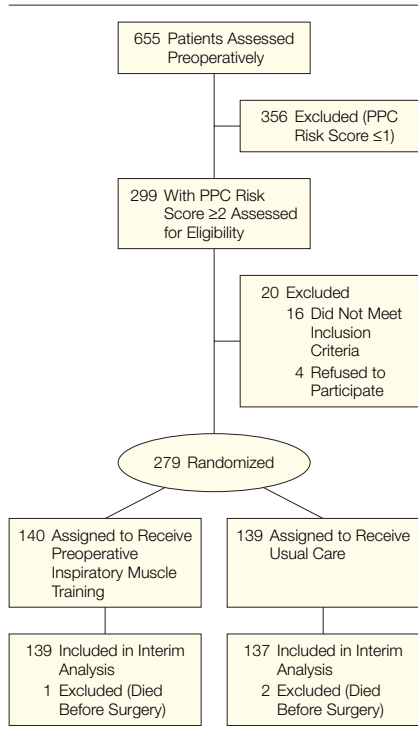 655 Patients Assessed
Preoperatively
356 Excluded (PPC
Risk Score ≤1)
299 With PPC Risk
Score ≥2 Assessed
for Eligibility
20 Excluded
16 Did Not Meet
Inclusion
Criteria
4 Refused to
Participate
279 Randomized
140 Assigned to Receive
Preoperative
Inspiratory Muscle
Training
139 Assigned to Receive
Usual Care
139 Included in Interim
Analysis
1 Excluded (Died
Before Surgery)
137 Included in Interim
Analysis
2 Excluded (Died
Before Surgery)